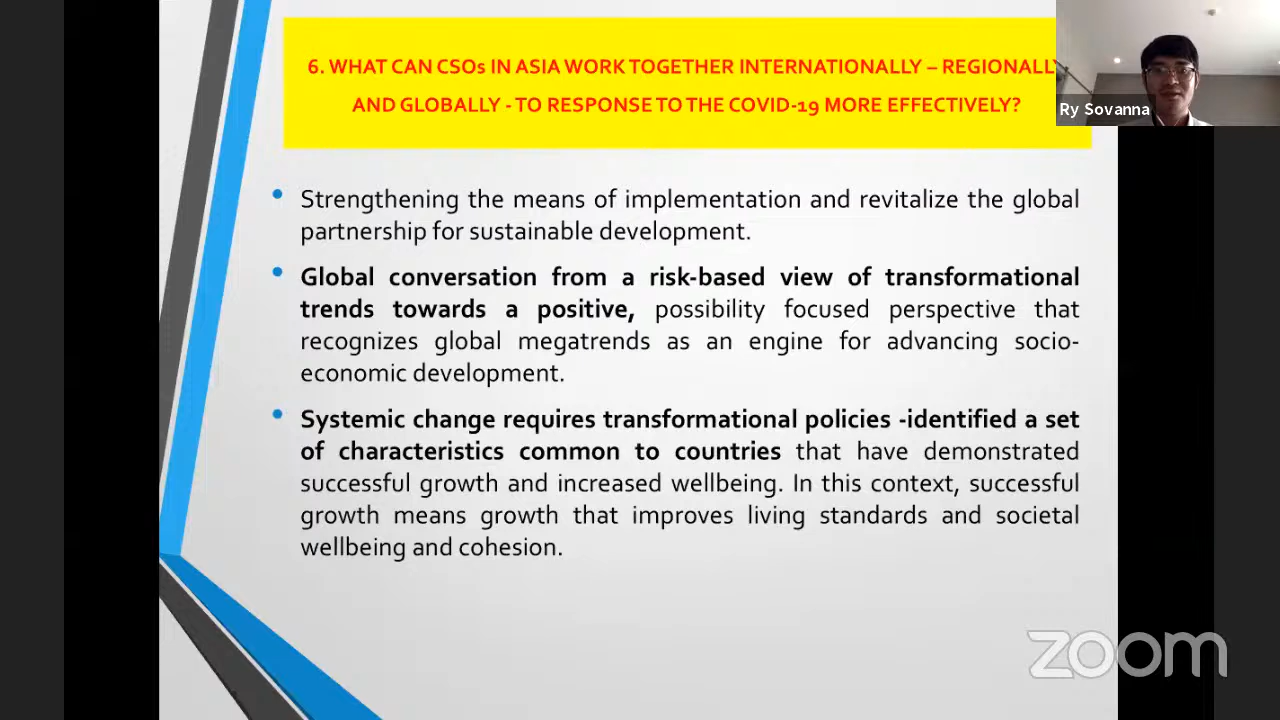 6. WHAT CAN CSOs IN ASIA WORK TOGETHER INTERNATIONALLY – REGIONALLY
AND GLOBALLY - TO RESPONSE TO THE COVID-19 MORE EFFECTIVELY?
Ry Sovanna
• Strengthening the means of implementation and revitalize the global
partnership for sustainable development.
• Global conversation from a risk-based view of transformational
trends towards a positive, possibility focused perspective that
recognizes global megatrends as an engine for advancing socio-
economic development.
• Systemic change requires transformational policies -identified a set
of characteristics common to countries that have demonstrated
successful growth and increased wellbeing. In this context, successful
growth means growth that improves living standards and societal
wellbeing and cohesion.
zoom